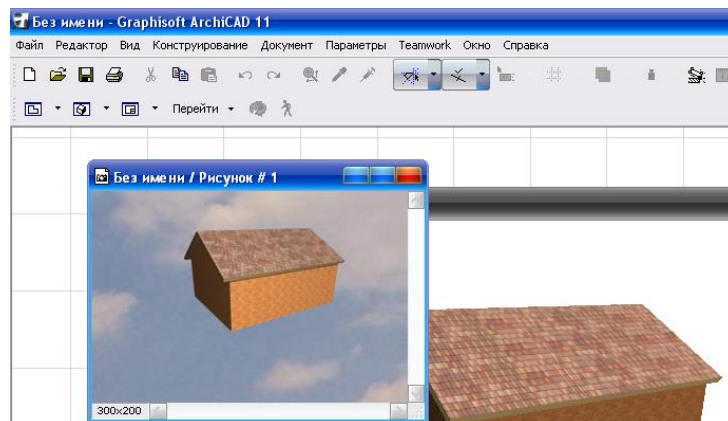 Без имени - Graphisoft ArchiCAD 11
Файл Редактор Вид Конструирование Документ Параметры Teamwork Окно Справка
Перейти
Без имени / Рисунок # 1
300x200